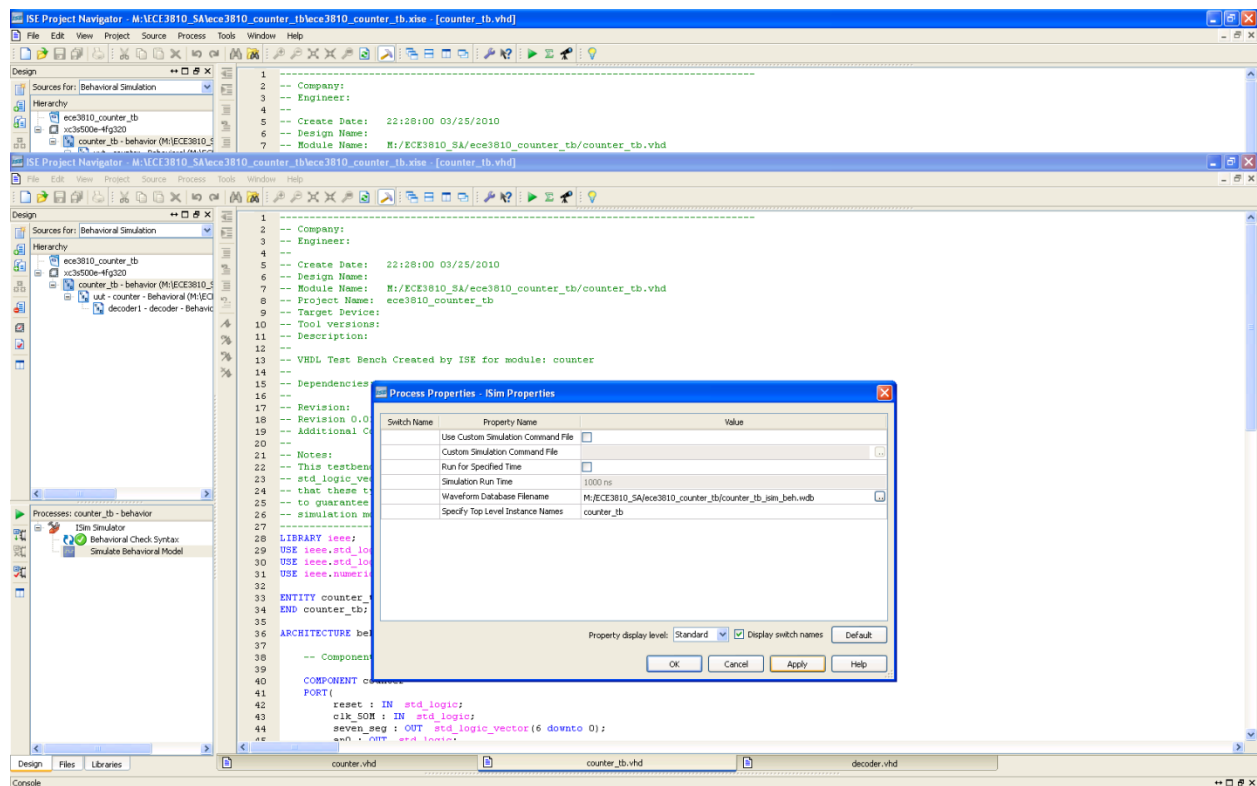 ISE Project Navigator - M:\ECE3810_SA\ece3810_counter_tb\ece3810_counter_tb.xise - [counter_tb.vhd]
File Edit View Project Source Process Tools Window Help
Design
Sources for: Behavioral Simulation
Hierarchy
ece3810_counter_tb
xc3s500e-4fg320
counter_tb - behavior (M:\ECE3810_S
1 --------------------------------------------------------------------------------
2 -- Company:
3 -- Engineer:
4 --
5 -- Create Date: 22:28:00 03/25/2010
6 -- Design Name:
7 -- Module Name: M:/ECE3810_SA/ece3810_counter_tb/counter_tb.vhd
ISE Project Navigator - M:\ECE3810_SA\ece3810_counter_tb\ece3810_counter_tb.xise - [counter_tb.vhd]
File Edit View Project Source Process Tools Window Help
Design
Sources for: Behavioral Simulation
Hierarchy
ece3810_counter_tb
xc3s500e-4fg320
counter_tb - behavior (M:\ECE3810_S
uut - counter - Behavioral (M:\EC
decoder1 - decoder - Behavic
Processes: counter_tb - behavior
ISim Simulator
Behavioral Check Syntax
Simulate Behavioral Model
1 --------------------------------------------------------------------------------
2 -- Company:
3 -- Engineer:
4 --
5 -- Create Date: 22:28:00 03/25/2010
6 -- Design Name:
7 -- Module Name: M:/ECE3810_SA/ece3810_counter_tb/counter_tb.vhd
8 -- Project Name: ece3810_counter_tb
9 -- Target Device:
10 -- Tool versions:
11 -- Description:
12 --
13 -- VHDL Test Bench Created by ISE for module: counter
14 --
15 -- Dependencies
16 --
17 -- Revision:
18 -- Revision 0.0
19 -- Additional Co
20 --
21 -- Notes:
22 -- This testben
23 -- std_logic_ve
24 -- that these t
25 -- to guarantee
26 -- simulation m
27 ----------------
28 LIBRARY ieee;
29 USE ieee.std_lo
30 USE ieee.std_lo
31 USE ieee.numeri
32
33 ENTITY counter_
34 END counter_tb;
35
36 ARCHITECTURE be
37
38 -- Componen
39
40 COMPONENT counter
41 PORT(
42 reset : IN std_logic;
43 clk_50M : IN std_logic;
44 seven_seg : OUT std_logic_vector(6 downto 0);
45 an0 : OUT std_logic;
Process Properties - ISim Properties
Switch Name Property Name Value
Use Custom Simulation Command File
Custom Simulation Command File
Run for Specified Time
Simulation Run Time 1000 ns
Waveform Database Filename M:/ECE3810_SA/ece3810_counter_tb/counter_tb_isim_beh.wdb
Specify Top Level Instance Names counter_tb
Property display level: Standard Display switch names Default
OK Cancel Apply Help
Design Files Libraries
counter.vhd counter_tb.vhd decoder.vhd
Console